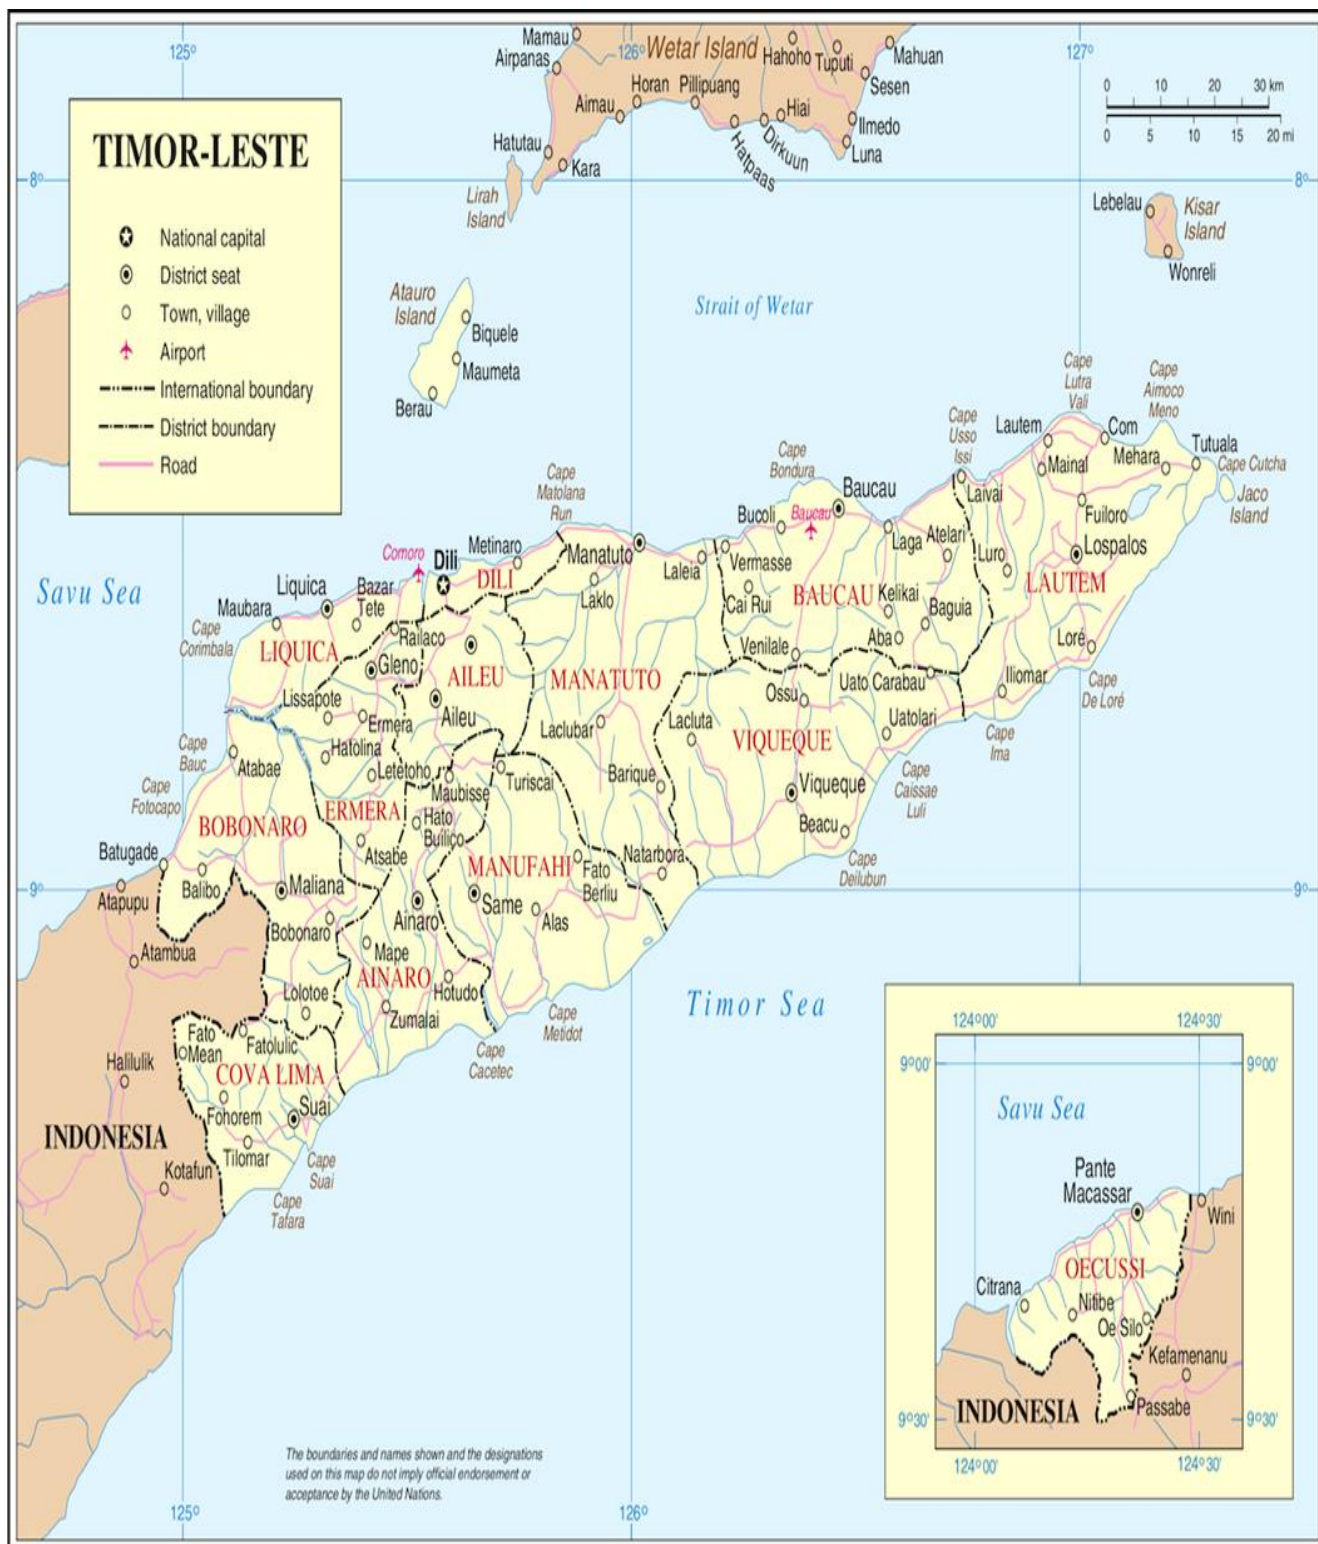 125°
126°
127°
Mamau
Airpanas
Wetar Island
Hahoho
Tuputi
Mahuan
Sesen
Horan
Pillipuang
Aimau
Hiai
Ilmedo
Hatutau
Kara
Hatpaas
Dirkuun
Luna
0 10 20 30 km
0 5 10 15 20 mi
TIMOR-LESTE
National capital
District seat
Town, village
Airport
International boundary
District boundary
Road
8°
8°
Lirah
Island
Lebelau
Kisar
Island
Wonreli
Atauro
Island
Biquele
Maumeta
Berau
Strait of Wetar
Cape
Lutra
Vali
Cape
Aimoco
Meno
Cape
Usso
Issi
Lautem
Com
Mehara
Tutuala
Cape Cutcha
Jaco
Island
Mainal
Laivai
Fuiloro
Cape
Bondura
Baucau
Baucau
Bucoli
Cape
Matolana
Run
Metinaro
Manatuto
Laleia
Vermasse
Laga
Atelari
Luro
Lospalos
LAUTEM
Comoro
Dili
DILI
Laklo
Cai Rui
BAUCAU
Kelikai
Baguia
Savu Sea
Liquica
Bazar
Tete
Maubara
Railaco
Venilale
Aba
Loré
Cape
Corimbala
LIQUICA
Gleno
AILEU
MANATUTO
Ossu
Uato Carabau
Iliomar
Cape
De Loré
Lissapote
Ermera
Aileu
Laclubar
Lacluta
VIQUEQUE
Uatolari
Cape
Ima
Cape
Bauc
Atabae
Hatolina
Letetoho
Maubisse
Turiscai
Barique
Viqueque
Cape
Caissae
Luli
Cape
Fotocapo
BOBONARO
ERMERA
Hato
Builico
Beacu
Batugade
Atsabe
MANUFAHI
Natarbora
Cape
Deilubun
9°
9°
Atapupu
Balibo
Maliana
Fato
Berliu
Ainaro
Same
Alas
Bobonaro
Mape
Atambua
AINARO
Hotudo
Lolotoe
Zumalai
Cape
Metidot
Timor Sea
Fato
Mean
Fatolulic
Cape
Cacetec
Halilulik
COVA LIMA
Suai
Fohorem
INDONESIA
Tilomar
Kotafun
Cape
Suai
Cape
Tafara
124°00'
124°30'
9°00'
9°00'
Savu Sea
Pante
Macassar
Wini
OECUSSI
Citrana
Nitibe
Oe Silo
Kefamenanu
INDONESIA
Passabe
9°30'
9°30'
124°00'
124°30'
The boundaries and names shown and the designations
used on this map do not imply official endorsement or
acceptance by the United Nations.
125°
126°